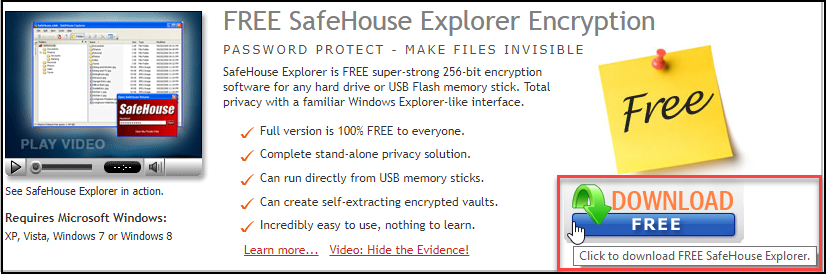 FREE SafeHouse Explorer Encryption
PASSWORD PROTECT - MAKE FILES INVISIBLE
SafeHouse Explorer is FREE super-strong 256-bit encryption
software for any hard drive or USB Flash memory stick. Total
privacy with a familiar Windows Explorer-like interface.
Full version is 100% FREE to everyone.
Complete stand-alone privacy solution.
Can run directly from USB memory sticks.
Can create self-extracting encrypted vaults.
Incredibly easy to use, nothing to learn.
Learn more... Video: Hide the Evidence!
SafeHouse
PLAY VIDEO
--:--
See SafeHouse Explorer in action.
Requires Microsoft Windows:
XP, Vista, Windows 7 or Windows 8
Free
DOWNLOAD
FREE
Click to download FREE SafeHouse Explorer.